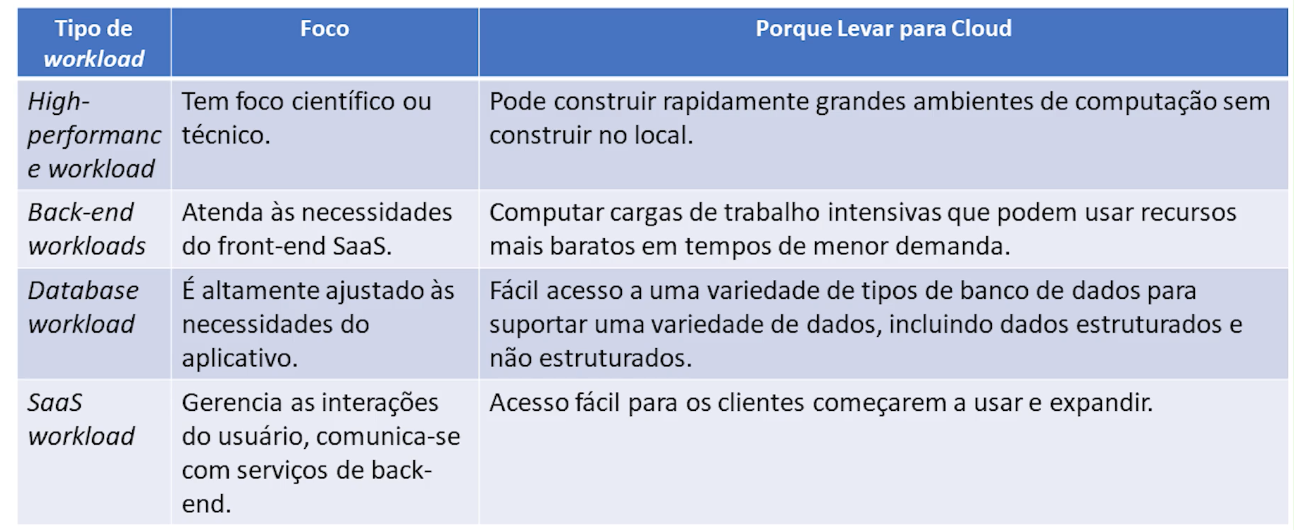 Tipo de
workload
Foco
Porque Levar para Cloud
High-
performanc
e workload
Tem foco científico ou
técnico.
Pode construir rapidamente grandes ambientes de computação sem
construir no local.
Back-end
workloads
Atenda às necessidades
do front-end SaaS.
Computar cargas de trabalho intensivas que podem usar recursos
mais baratos em tempos de menor demanda.
Database
workload
É altamente ajustado às
necessidades do
aplicativo.
Fácil acesso a uma variedade de tipos de banco de dados para
suportar uma variedade de dados, incluindo dados estruturados e
não estruturados.
SaaS
workload
Gerencia as interações
do usuário, comunica-se
com serviços de back-
end.
Acesso fácil para os clientes começarem a usar e expandir.